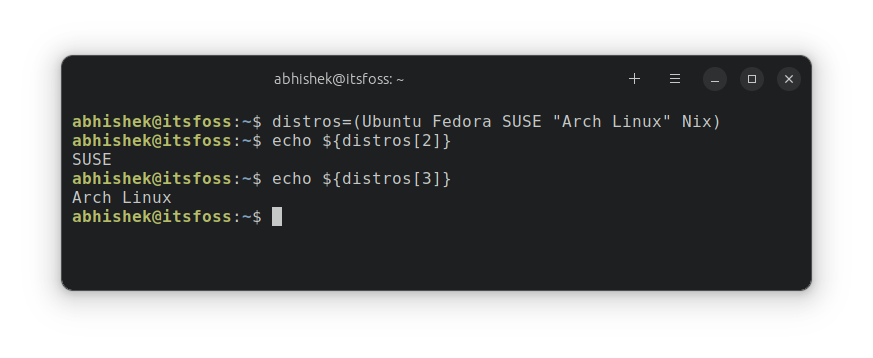 abhishek@itsfoss: ~
abhishek@itsfoss:~$ distros=(Ubuntu Fedora SUSE "Arch Linux" Nix)
abhishek@itsfoss:~$ echo ${distros[2]}
SUSE
abhishek@itsfoss:~$ echo ${distros[3]}
Arch Linux
abhishek@itsfoss:~$